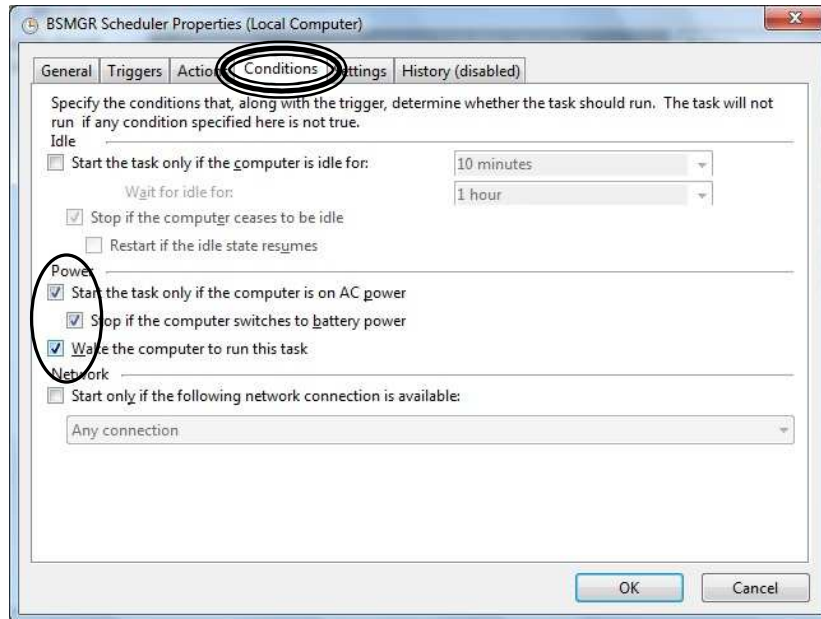 BSMGR Scheduler Properties (Local Computer)
General Triggers Actions Conditions Settings History (disabled)
Specify the conditions that, along with the trigger, determine whether the task should run. The task will not
run if any condition specified here is not true.
Idle
Start the task only if the computer is idle for: 10 minutes
Wait for idle for: 1 hour
Stop if the computer ceases to be idle
Restart if the idle state resumes
Power
Start the task only if the computer is on AC power
Stop if the computer switches to battery power
Wake the computer to run this task
Network
Start only if the following network connection is available:
Any connection
OK Cancel